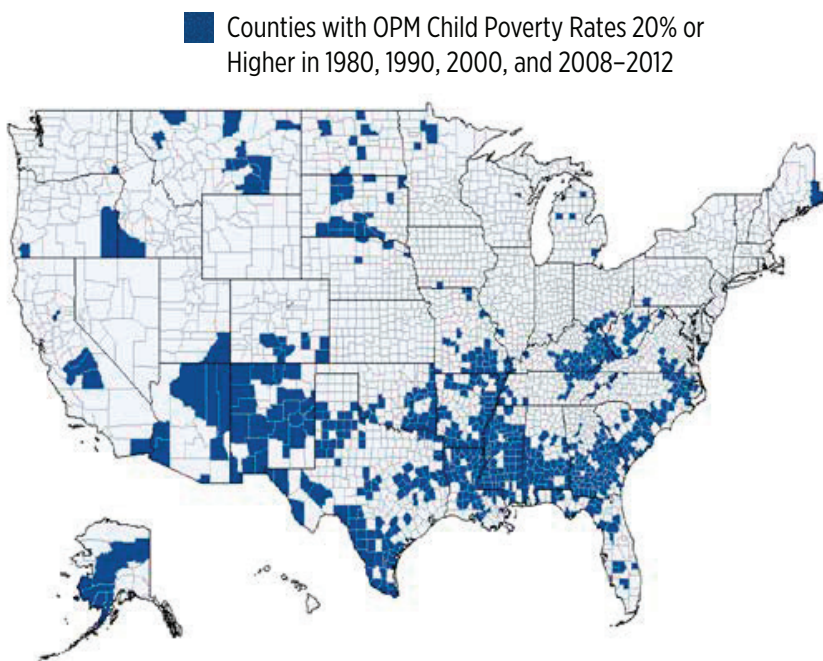 Counties with OPM Child Poverty Rates 20% or
Higher in 1980, 1990, 2000, and 2008–2012